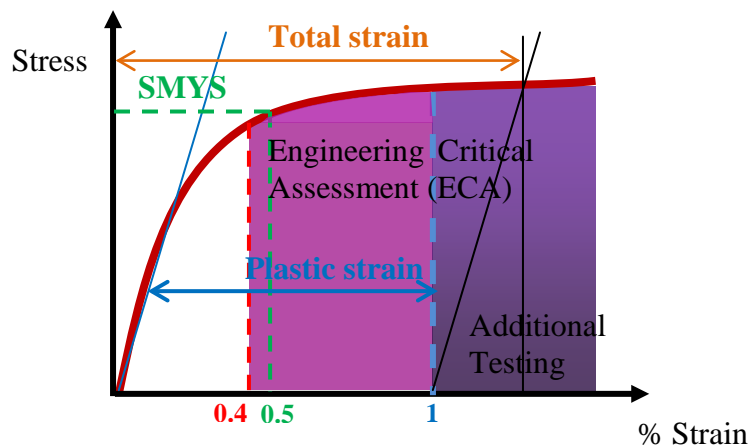 Total strain
Stress
SMYS
Engineering Critical
Assessment (ECA)
Plastic strain
Additional
Testing
0.4 0.5 1
% Strain